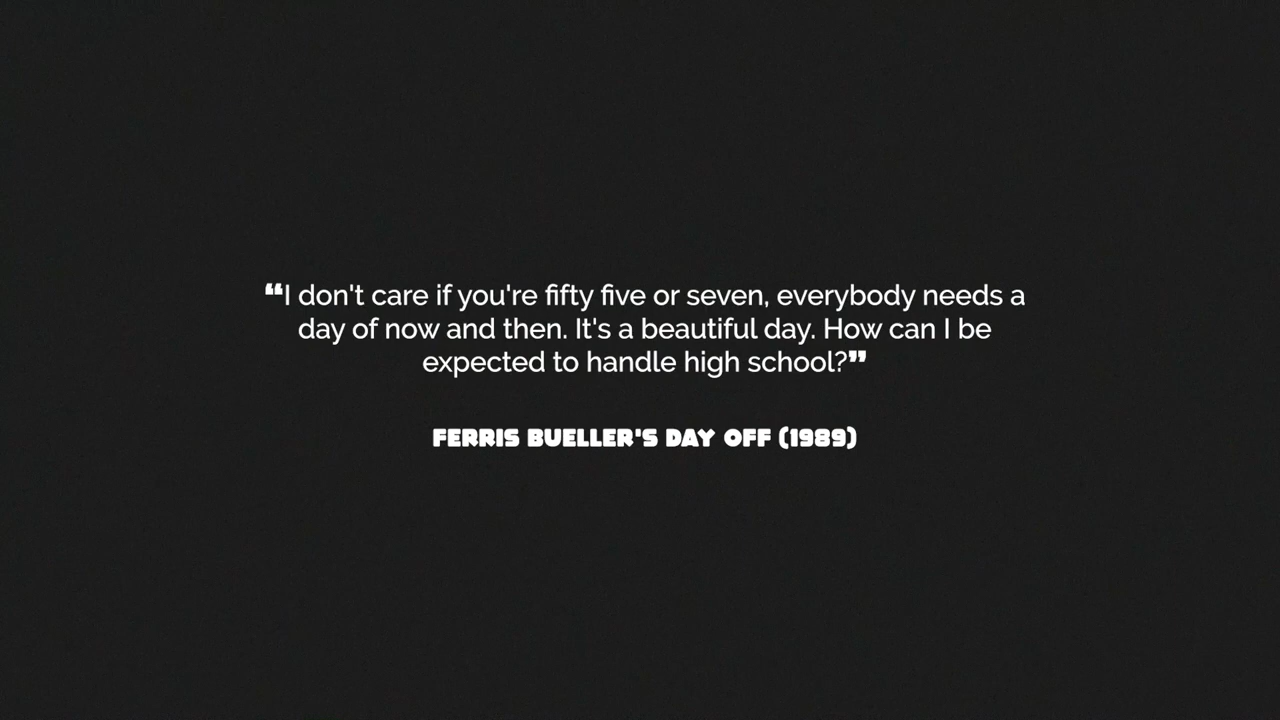 ❝I don't care if you're fifty five or seven, everybody needs a
day of now and then. It's a beautiful day. How can I be
expected to handle high school?❞
FERRIS BUELLER'S DAY OFF (1989)